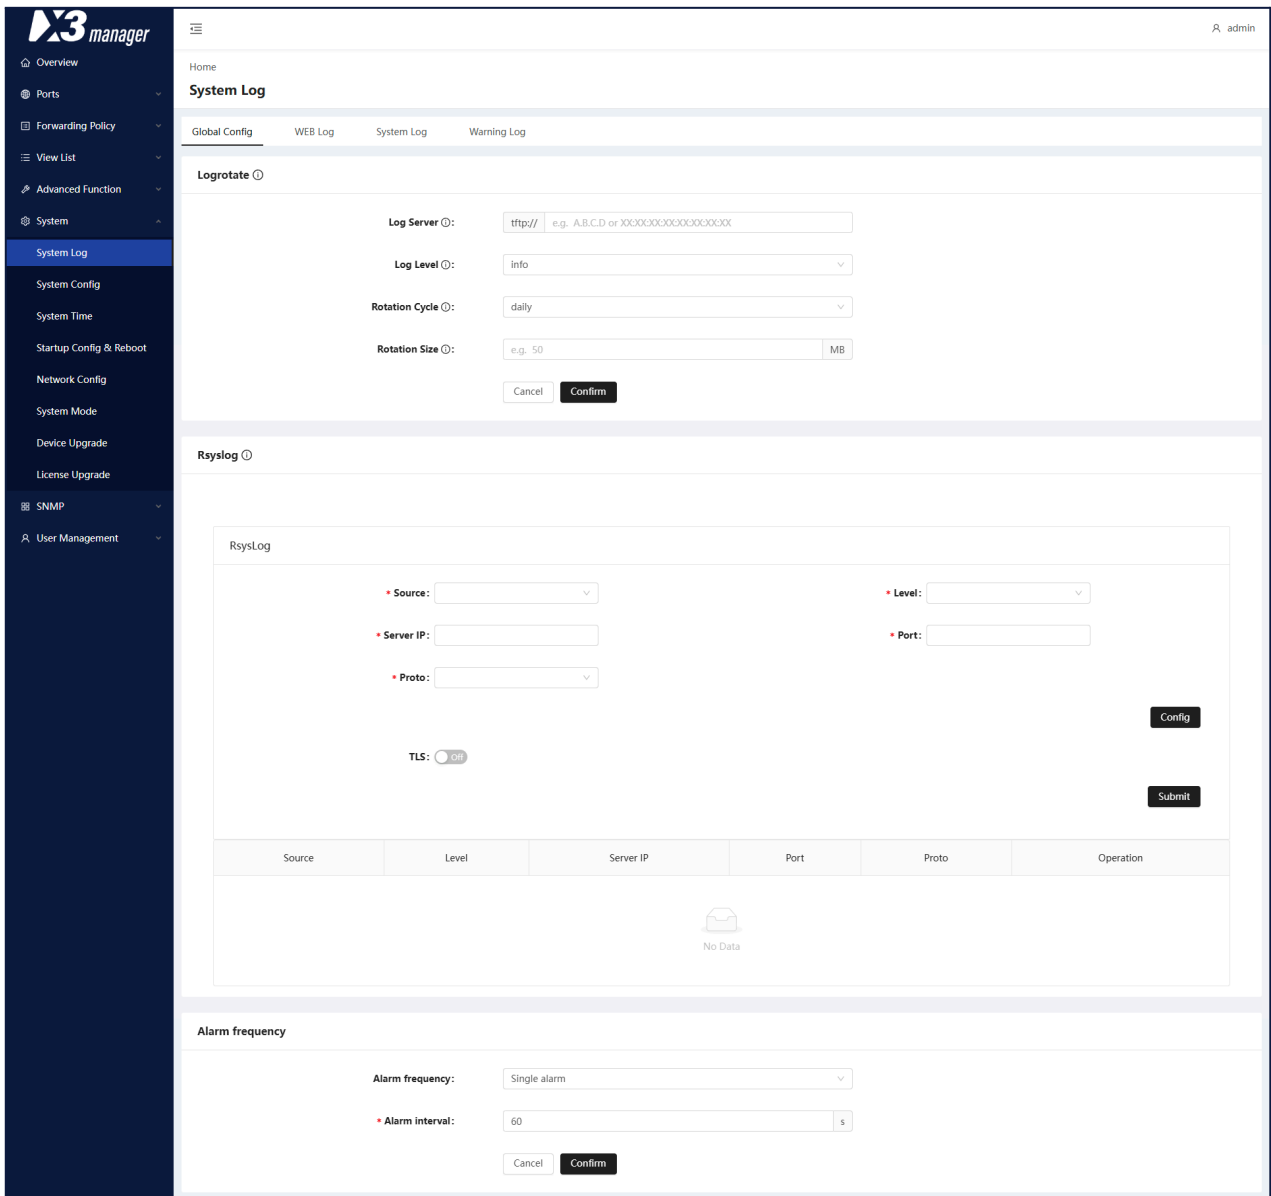 X3 manager
admin
Overview
Ports
Forwarding Policy
View List
Advanced Function
System
System Log
System Config
System Time
Startup Config & Reboot
Network Config
System Mode
Device Upgrade
License Upgrade
SNMP
User Management
Home
System Log
Global Config WEB Log System Log Warning Log
Logrotate
Log Server: tftp:// e.g. A.B.C.D or XX:XX:XX:XX:XX:XX:XX:XX
Log Level: info
Rotation Cycle: daily
Rotation Size: e.g. 50 MB
Cancel Confirm
Rsyslog
RsysLog
* Source: * Level:
* Server IP: * Port:
* Proto:
Config
TLS: Off
Submit
Source Level Server IP Port Proto Operation
No Data
Alarm frequency
Alarm frequency: Single alarm
* Alarm interval: 60 s
Cancel Confirm